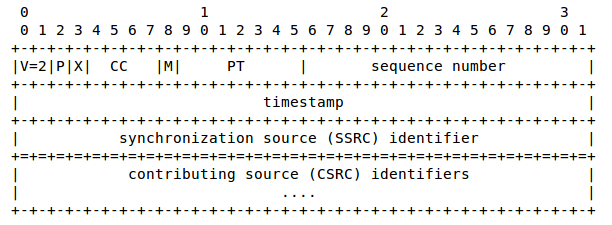 0                   1                   2                   3
 0 1 2 3 4 5 6 7 8 9 0 1 2 3 4 5 6 7 8 9 0 1 2 3 4 5 6 7 8 9 0 1
+-+-+-+-+-+-+-+-+-+-+-+-+-+-+-+-+-+-+-+-+-+-+-+-+-+-+-+-+-+-+-+-+
|V=2|P|X|  CC   |M|     PT      |       sequence number         |
+-+-+-+-+-+-+-+-+-+-+-+-+-+-+-+-+-+-+-+-+-+-+-+-+-+-+-+-+-+-+-+-+
|                           timestamp                           |
+-+-+-+-+-+-+-+-+-+-+-+-+-+-+-+-+-+-+-+-+-+-+-+-+-+-+-+-+-+-+-+-+
|           synchronization source (SSRC) identifier            |
+=+=+=+=+=+=+=+=+=+=+=+=+=+=+=+=+=+=+=+=+=+=+=+=+=+=+=+=+=+=+=+=+
|            contributing source (CSRC) identifiers             |
|                             ....                              |
+-+-+-+-+-+-+-+-+-+-+-+-+-+-+-+-+-+-+-+-+-+-+-+-+-+-+-+-+-+-+-+-+